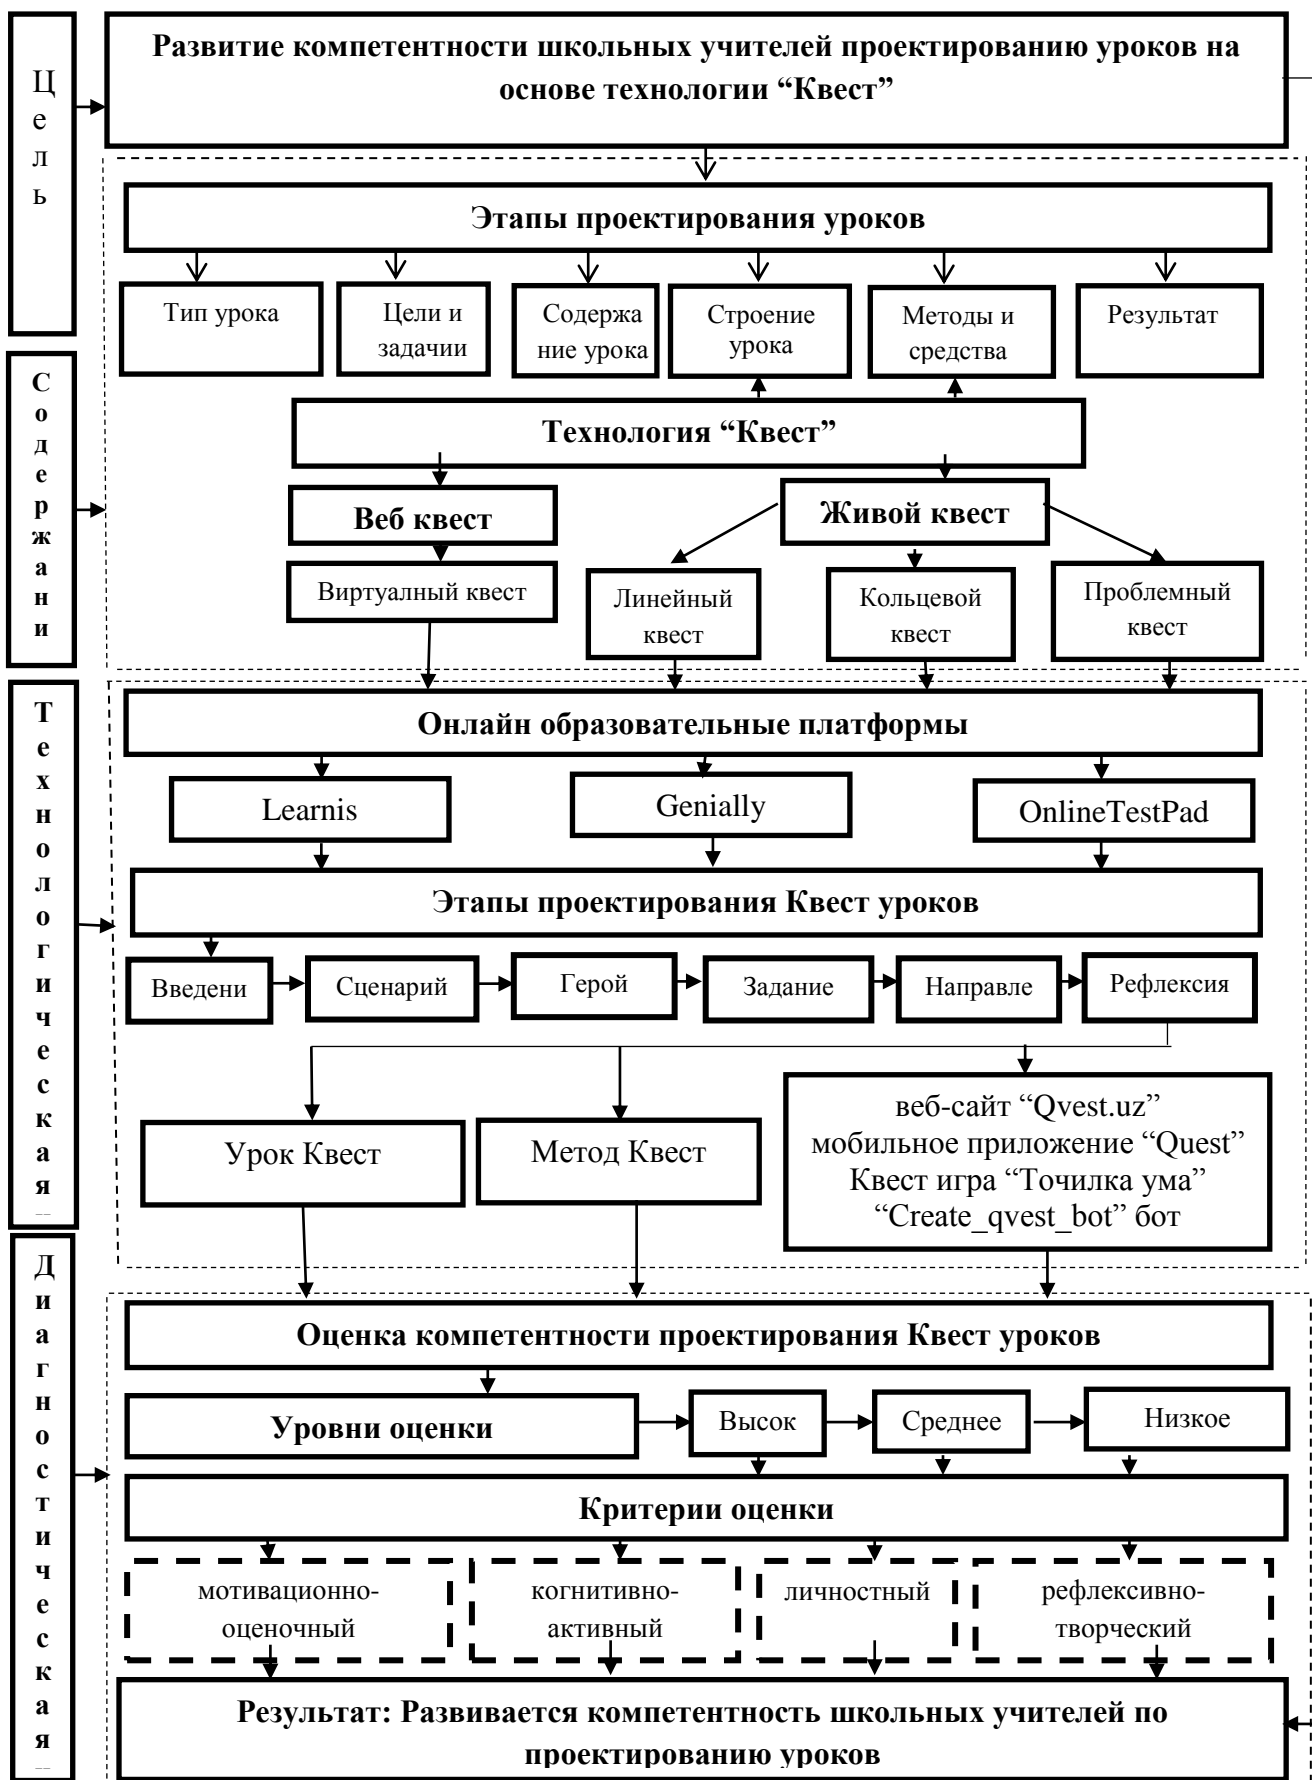 Цель
Развитие компетентности школьных учителей проектированию уроков на
основе технологии “Квест”
Содержани
Этапы проектирования уроков
Тип урока
Цели и
задачии
Содержа
ние урока
Строение
урока
Методы и
средства
Результат
Технология “Квест”
Веб квест
Живой квест
Виртуалный квест
Линейный
квест
Кольцевой
квест
Проблемный
квест
Технологическая
Онлайн образовательные платформы
Learnis
Genially
OnlineTestPad
Этапы проектирования Квест уроков
Введени
Сценарий
Герой
Задание
Направле
Рефлексия
Урок Квест
Метод Квест
веб-сайт “Qvest.uz”
мобильное приложение “Quest”
Квест игра “Точилка ума”
“Create_qvest_bot” бот
Диагностическая
Оценка компетентности проектирования Квест уроков
Уровни оценки
Высок
Среднее
Низкое
Критерии оценки
мотивационно-
оценочный
когнитивно-
активный
личностный
рефлексивно-
творческий
Результат: Развивается компетентность школьных учителей по
проектированию уроков